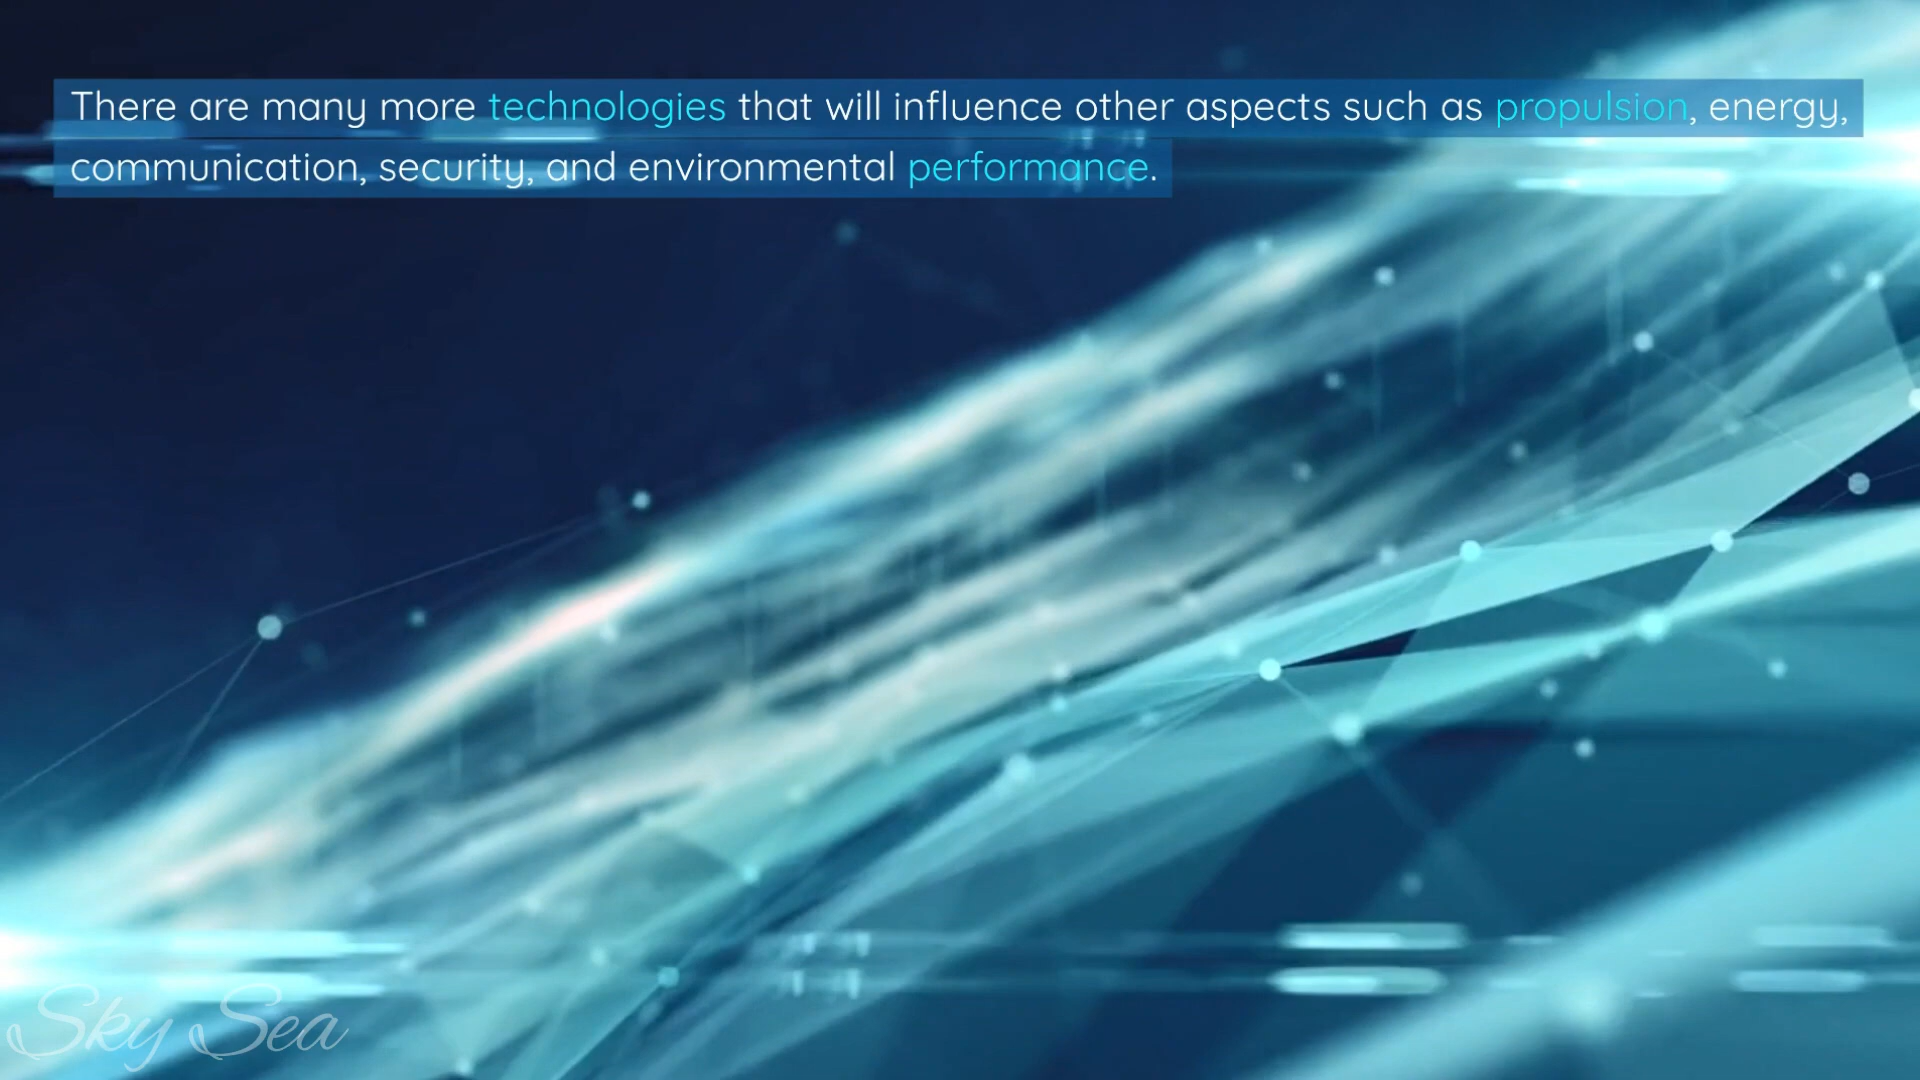 There are many more technologies that will influence other aspects such as propulsion, energy,
communication, security, and environmental performance.
Sky Sea